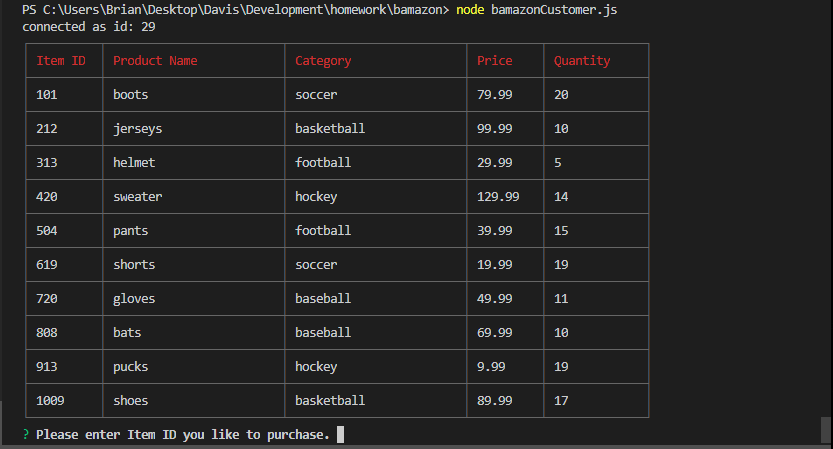 PS C:\Users\Brian\Desktop\Davis\Development\homework\bamazon> node bamazonCustomer.js
connected as id: 29
Item ID Product Name Category Price Quantity
101 boots soccer 79.99 20
212 jerseys basketball 99.99 10
313 helmet football 29.99 5
420 sweater hockey 129.99 14
504 pants football 39.99 15
619 shorts soccer 19.99 19
720 gloves baseball 49.99 11
808 bats baseball 69.99 10
913 pucks hockey 9.99 19
1009 shoes basketball 89.99 17
? Please enter Item ID you like to purchase.